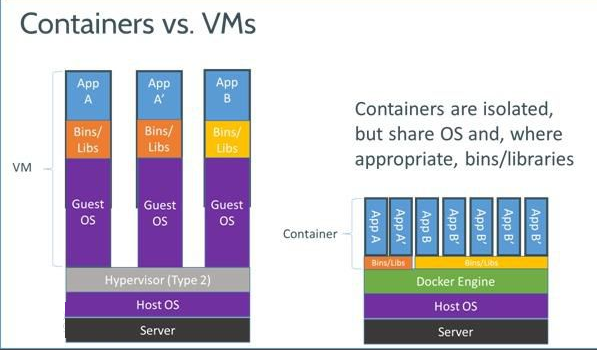 Containers vs. VMs
App
A
App
A'
App
B
Bins/
Libs
Bins/
Libs
Bins/
Libs
VM
Guest
OS
Guest
OS
Guest
OS
Hypervisor (Type 2)
Host OS
Server
Containers are isolated,
but share OS and, where
appropriate, bins/libraries
Container
App A
App A'
App B
App B'
App B'
App B'
App B'
Bins/Libs
Bins/Libs
Docker Engine
Host OS
Server